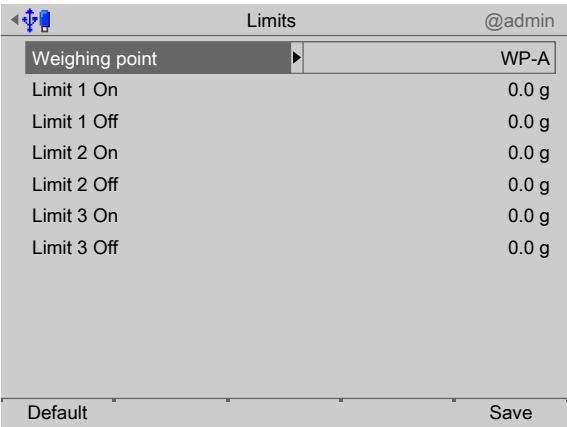 Limits @admin
Weighing point WP-A
Limit 1 On 0.0 g
Limit 1 Off 0.0 g
Limit 2 On 0.0 g
Limit 2 Off 0.0 g
Limit 3 On 0.0 g
Limit 3 Off 0.0 g
Default Save